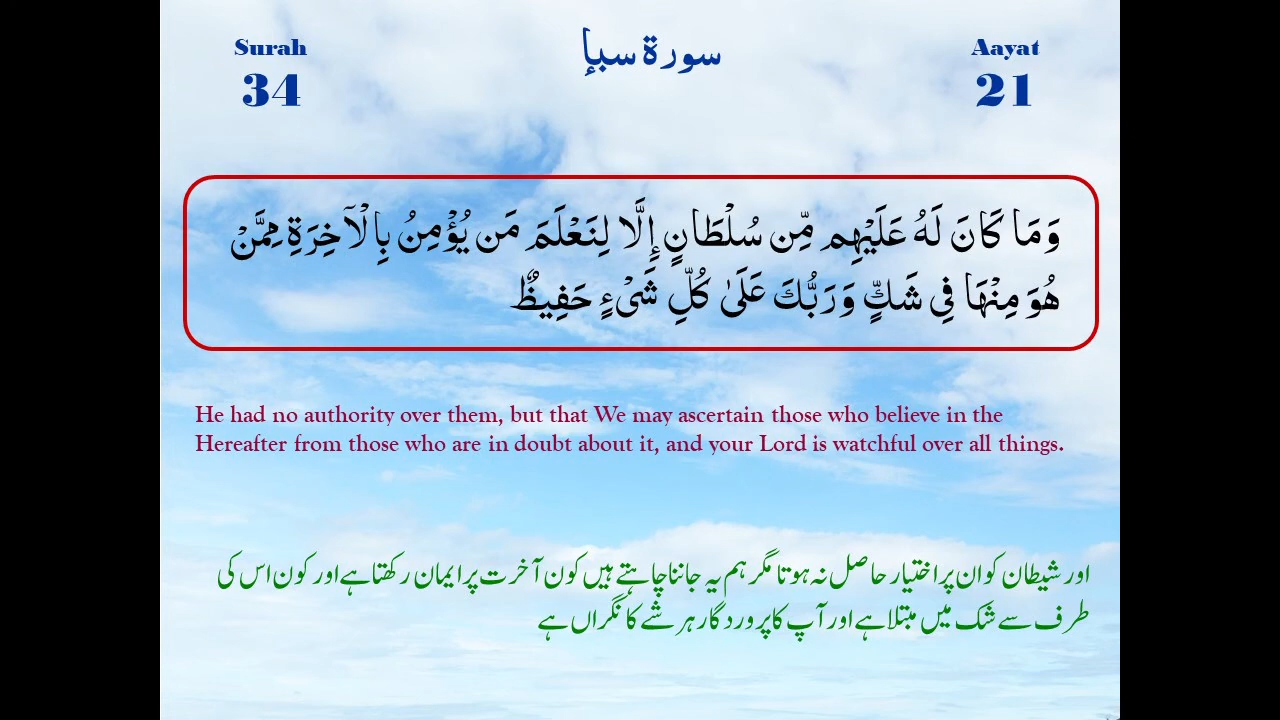 Surah
34
سورة سبإ
Aayat
21
وَمَا كَانَ لَهُ عَلَيْهِم مِّن سُلْطَانٍ إِلَّا لِنَعْلَمَ مَن يُؤْمِنُ بِالْآخِرَةِ مِمَّنْ
هُوَ مِنْهَا فِي شَكٍّ وَرَبُّكَ عَلَىٰ كُلِّ شَيْءٍ حَفِيظٌ
He had no authority over them, but that We may ascertain those who believe in the
Hereafter from those who are in doubt about it, and your Lord is watchful over all things.
اور شیطان کو ان پر اختیار حاصل نہ ہوتا مگر ہم یہ جاننا چاہتے ہیں کون آخرت پر ایمان رکھتا ہے اور کون اس کی
طرف سے شک میں مبتلا ہے اور آپ کا پروردگار ہر شے کا نگراں ہے